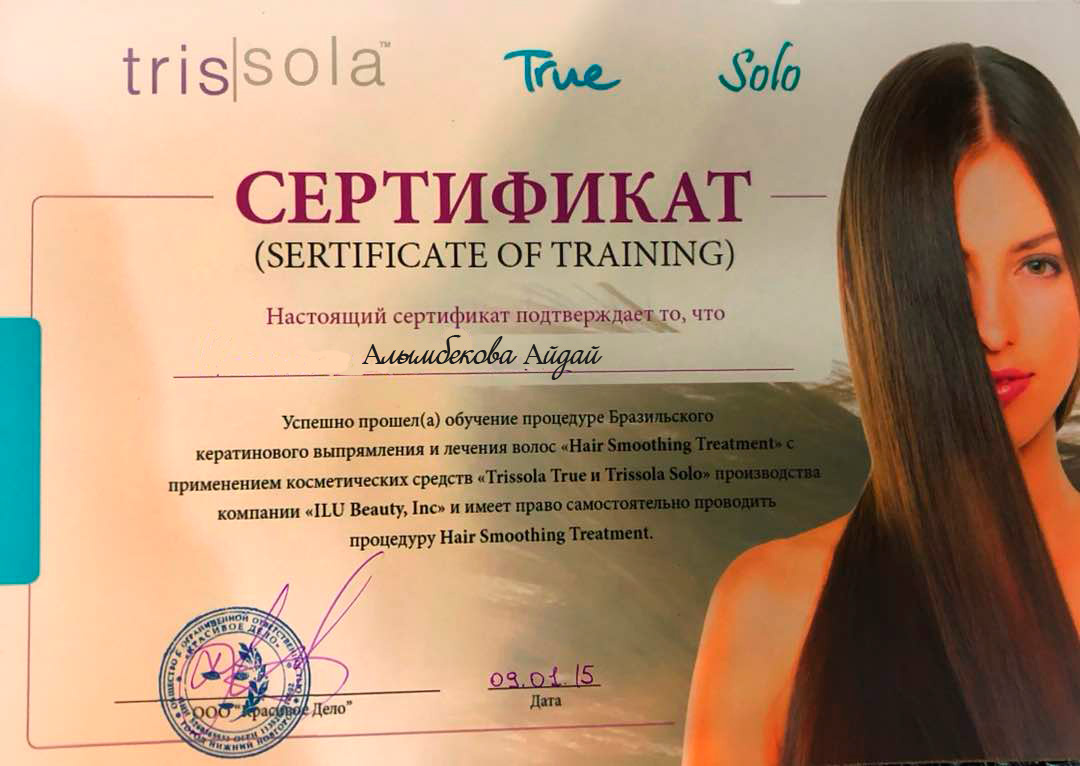 tris|sola™ True Solo
СЕРТИФИКАТ
(SERTIFICATE OF TRAINING)
Настоящий сертификат подтверждает то, что
Алымбекова Айдай
Успешно прошел(а) обучение процедуре Бразильского
кератинового выпрямления и лечения волос «Hair Smoothing Treatment» с
применением косметических средств «Trissola True и Trissola Solo» производства
компании «ILU Beauty, Inc» и имеет право самостоятельно проводить
процедуру Hair Smoothing Treatment.
ОБЩЕСТВО С ОГРАНИЧЕННОЙ ОТВЕТСТВЕННОСТЬЮ
«КРАСИВОЕ ДЕЛО»
ГОРОД НИЖНИЙ НОВГОРОД
09.01.15
ООО "Красивое Дело"
Дата